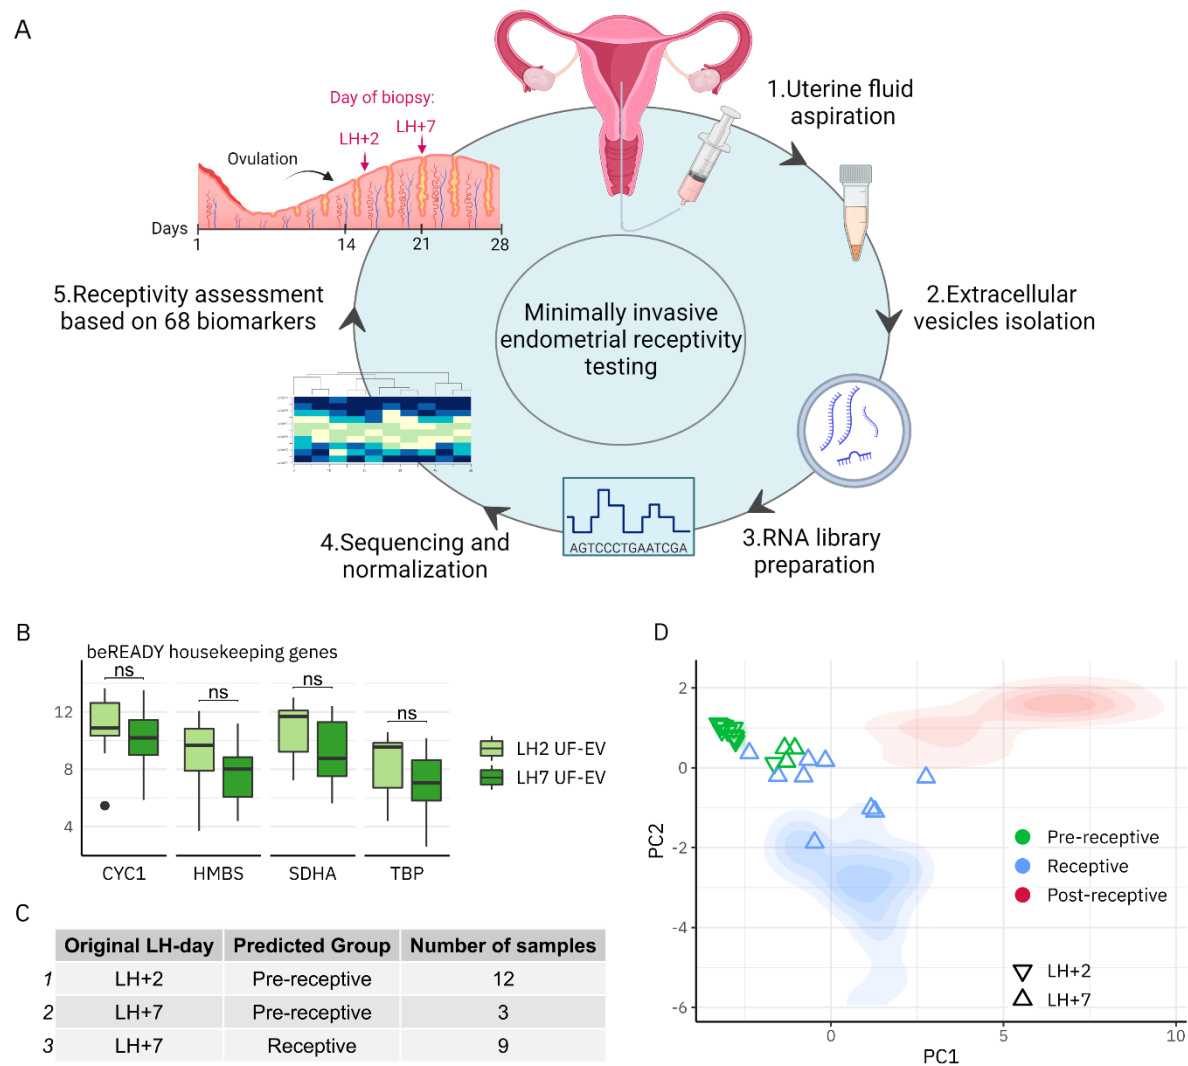 A
1.Uterine fluid
aspiration
Day of biopsy:
LH+2
LH+7
Ovulation
Days
1
14
21
28
5.Receptivity assessment
based on 68 biomarkers
2.Extracellular
vesicles isolation
Minimally invasive
endometrial receptivity
testing
4.Sequencing and
normalization
AGTCCCTGAATCGA
3.RNA library
preparation
B
beREADY housekeeping genes
ns
ns
ns
ns
12
8
4
CYC1
HMBS
SDHA
TBP
LH2 UF-EV
LH7 UF-EV
C
Original LH-day Predicted Group Number of samples
1 LH+2 Pre-receptive 12
2 LH+7 Pre-receptive 3
3 LH+7 Receptive 9
D
PC2
2
0
-2
-4
-6
Pre-receptive
Receptive
Post-receptive
LH+2
LH+7
0
5
10
PC1